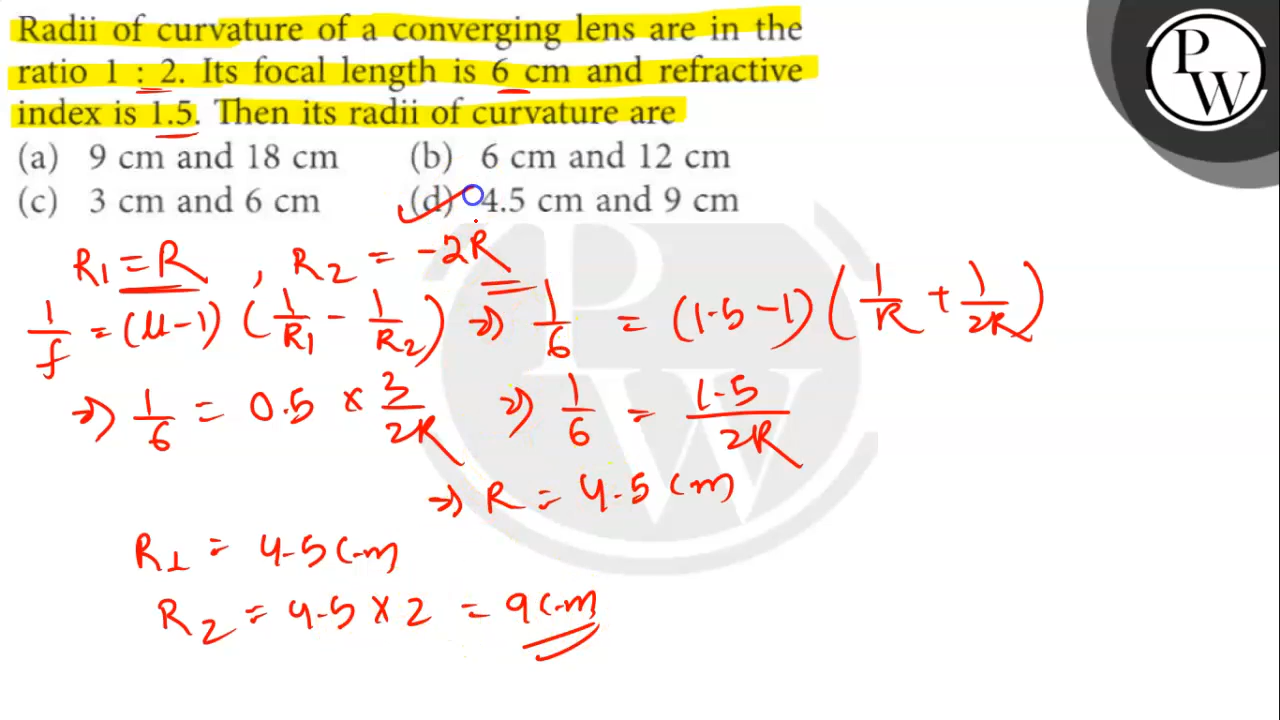 Radii of curvature of a converging lens are in the
ratio 1 : 2. Its focal length is 6 cm and refractive
index is 1.5. Then its radii of curvature are
(a) 9 cm and 18 cm (b) 6 cm and 12 cm
(c) 3 cm and 6 cm (d) 4.5 cm and 9 cm
P
W
R₁ = R , R₂ = -2R
1/f = (μ-1) (1/R₁ - 1/R₂) ⇒ 1/6 = (1.5-1) (1/R + 1/2R)
⇒ 1/6 = 0.5 × 3/2R ⇒ 1/6 = 1.5/2R
⇒ R = 4.5 cm
R₁ = 4.5 cm
R₂ = 4.5 × 2 = 9 cm
P
W